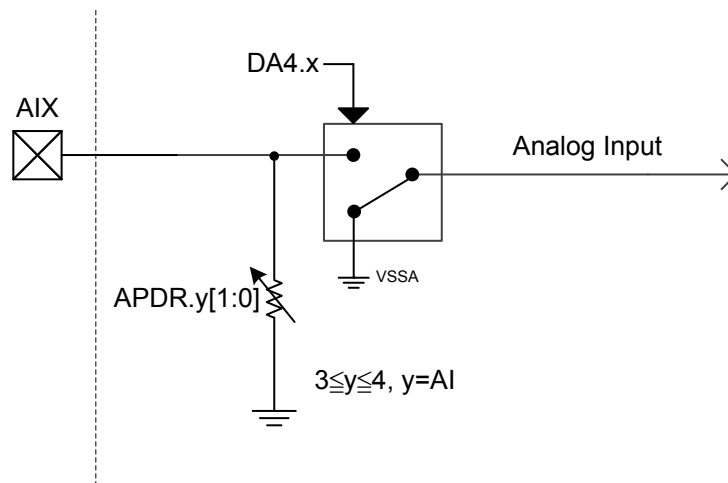 DA4.x
AIX
Analog Input
VSSA
APDR.y[1:0]
3≦y≦4, y=AI